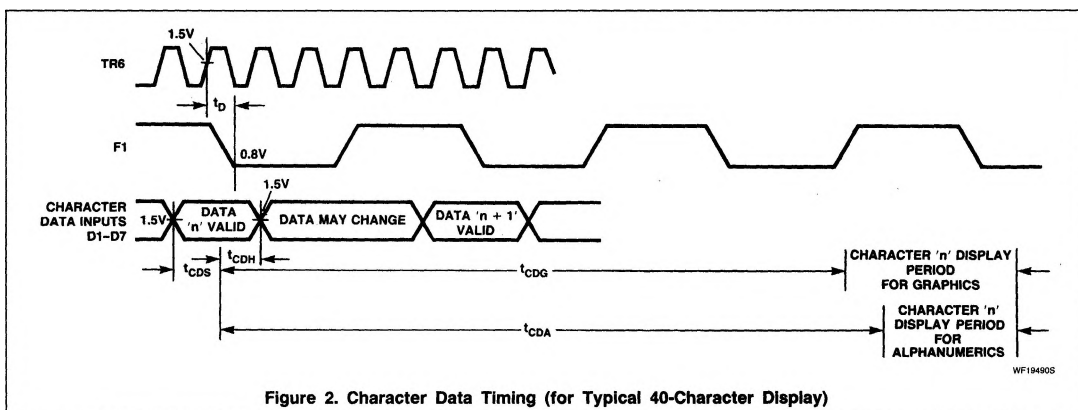 1.5V
TR6
tD
F1
0.8V
1.5V
CHARACTER
DATA INPUTS
D1–D7
1.5V
DATA
'n' VALID
DATA MAY CHANGE
DATA 'n + 1'
VALID
tCDS
tCDH
tCDG
CHARACTER 'n' DISPLAY
PERIOD
FOR GRAPHICS
tCDA
CHARACTER 'n'
DISPLAY PERIOD
FOR
ALPHANUMERICS
WF19490S
Figure 2. Character Data Timing (for Typical 40-Character Display)